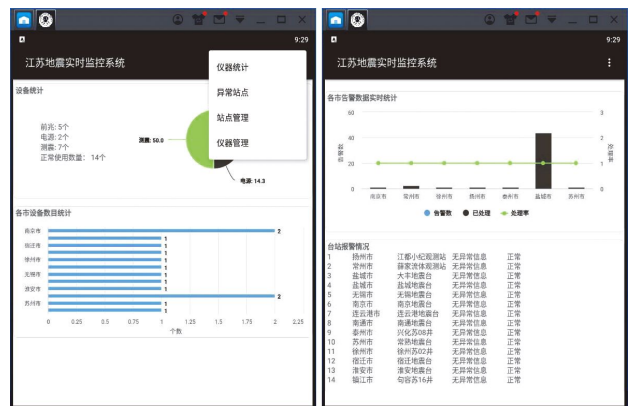 9:29
江苏地震实时监控系统
仪器统计
异常站点
站点管理
仪器管理
设备统计
前兆: 5个
电源: 2个
测震: 7个
正常使用数量: 14个
测震: 50.0
电源: 14.3
各市设备数目统计
南京市
宿迁市
徐州市
无锡市
淮安市
苏州市
2
1
1
1
1
1
1
1
1
2
1
1
0 0.25 0.5 0.75 1 1.25 1.5 1.75 2 2.25
个数
9:29
江苏地震实时监控系统
各市告警数据实时统计
60
40
20
0
告警数
3
2
1
0
处理率
南京市 常州市 徐州市 扬州市 泰州市 盐城市 苏州市
告警数 已处理 处理率
台站报警情况
1 扬州市 江都小纪观测站 无异常信息 正常
2 常州市 薛家流体观测站 无异常信息 正常
3 盐城市 大丰地震台 无异常信息 正常
4 盐城市 盐城地震台 无异常信息 正常
5 无锡市 无锡地震台 无异常信息 正常
6 南京市 南京地震台 无异常信息 正常
7 连云港市 连云港地震台 无异常信息 正常
8 南通市 南通地震台 无异常信息 正常
9 泰州市 兴化苏08井 无异常信息 正常
10 苏州市 常熟地震台 无异常信息 正常
11 徐州市 徐州苏02井 无异常信息 正常
12 宿迁市 宿迁地震台 无异常信息 正常
13 淮安市 淮安地震台 无异常信息 正常
14 镇江市 句容苏16井 无异常信息 正常